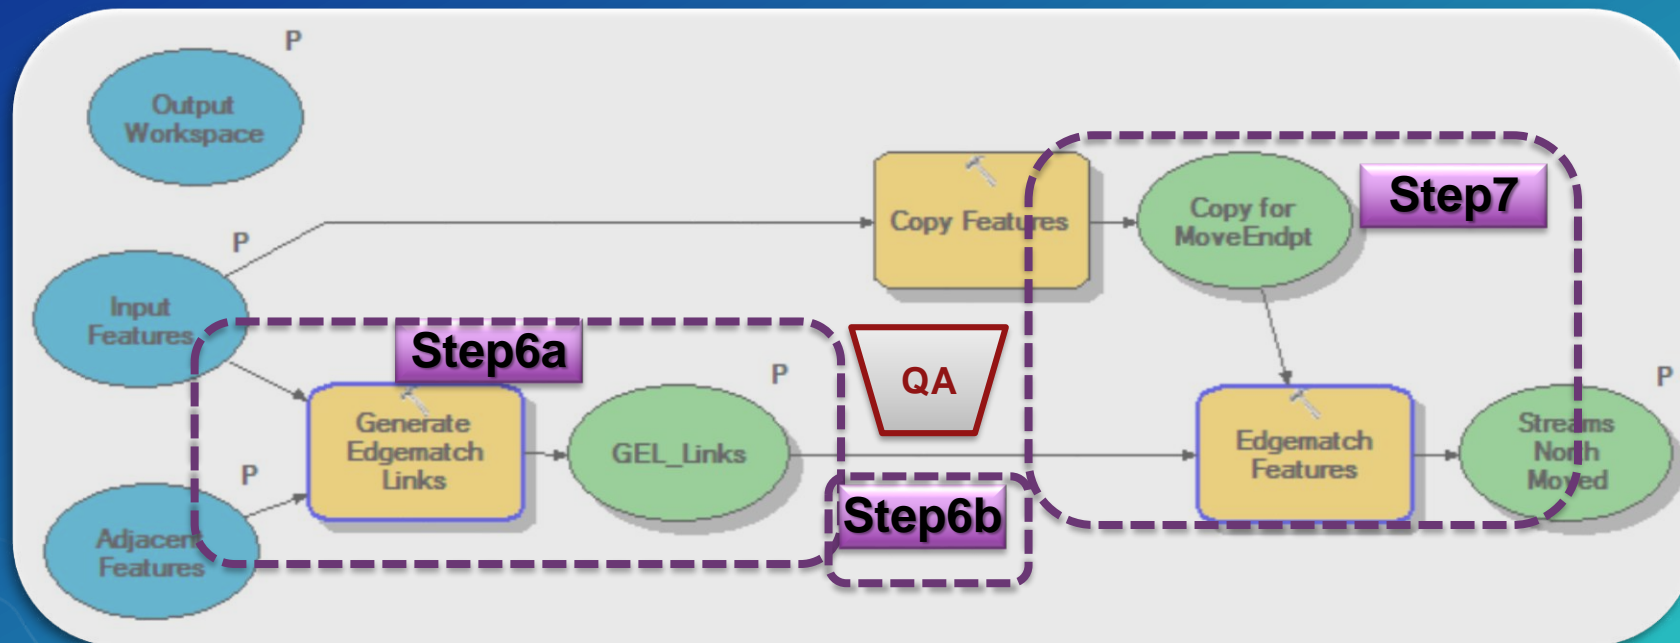 P
Output
Workspace
Copy Features
Copy for
MoveEndpt
Step7
P
Input
Features
Step6a
QA
P
P
Generate
Edgematch
Links
GEL_Links
Edgematch
Features
Streams
North
Moved
P
Step6b
Adjacent
Features